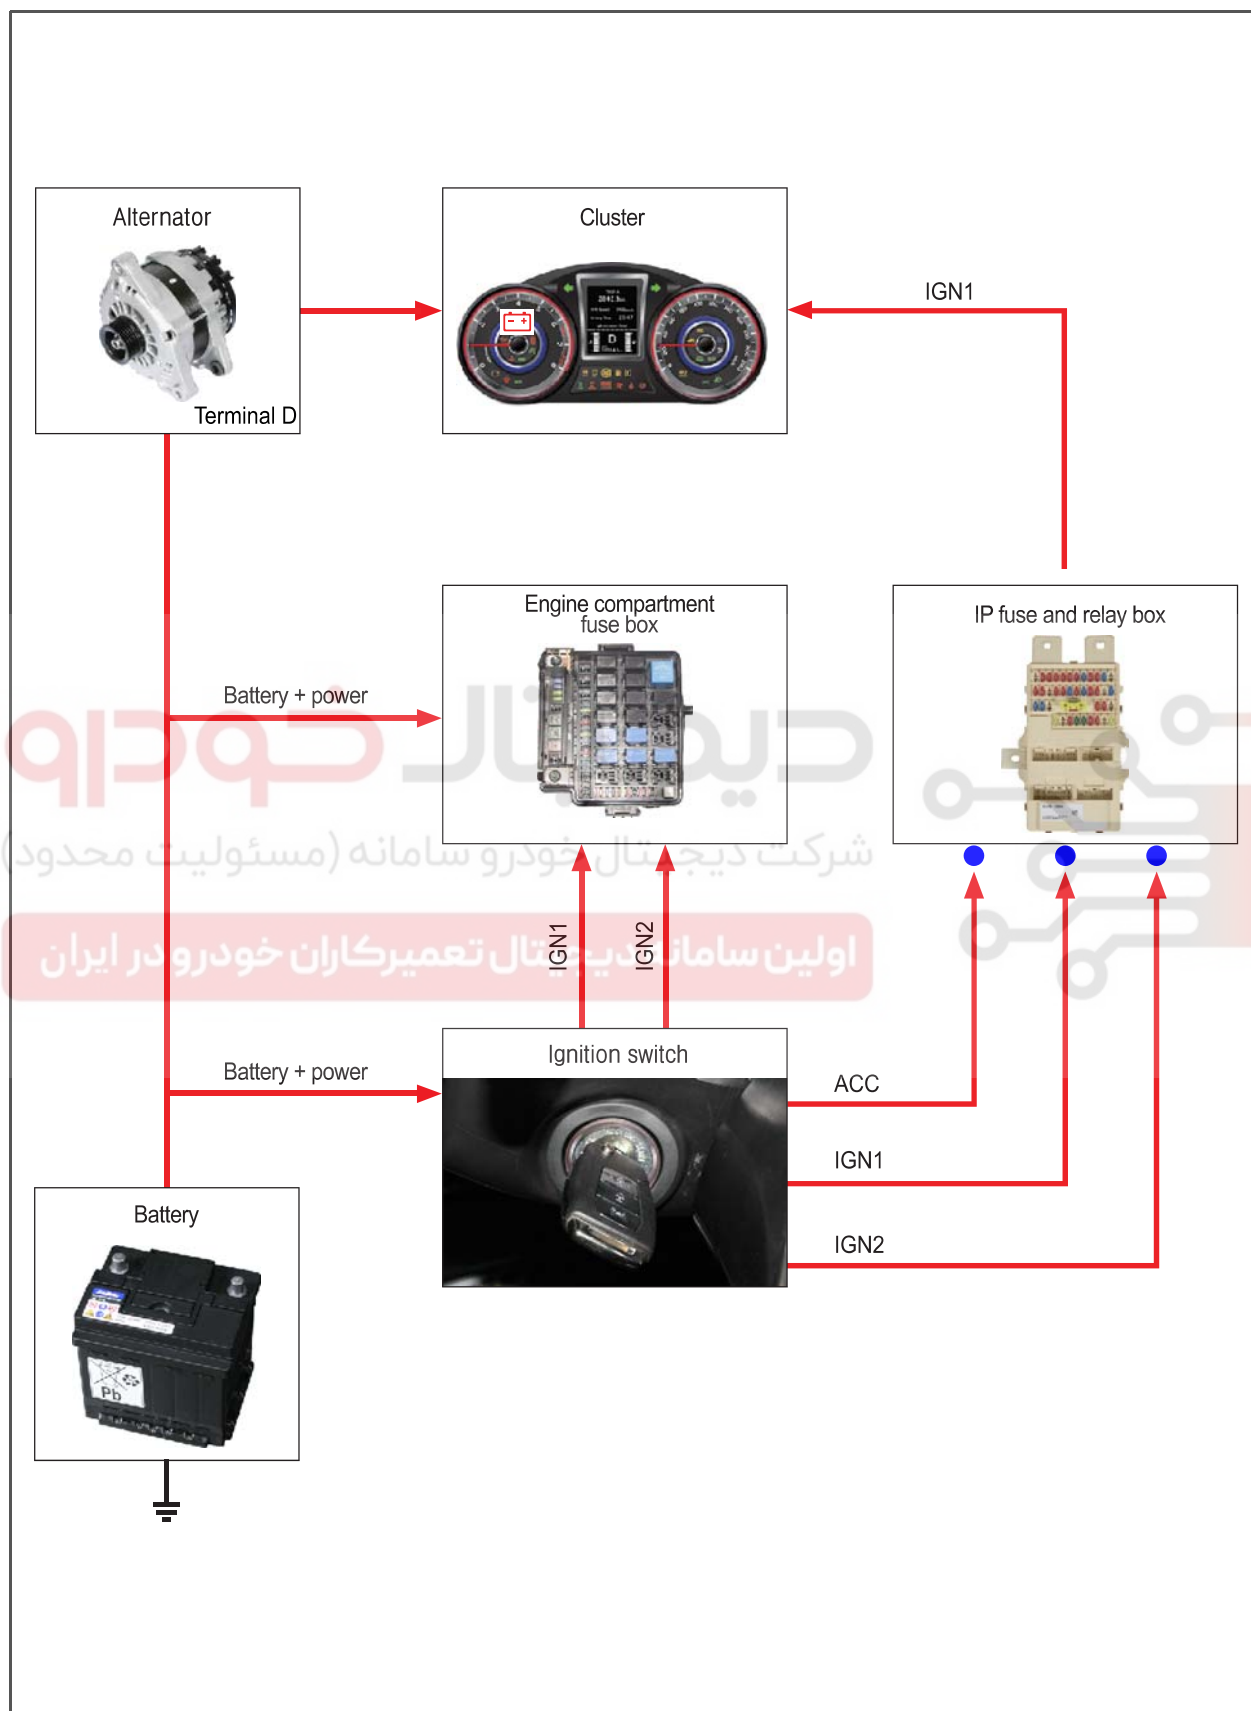 Alternator
Terminal D
Cluster
D
IGN1
Engine compartment
fuse box
IP fuse and relay box
Battery + power
دیجیتال خودرو
شرکت دیجیتال خودرو سامانه (مسئولیت محدود)
اولین سامانه دیجیتال تعمیرکاران خودرو در ایران
IGN1
IGN2
Ignition switch
Battery + power
ACC
IGN1
IGN2
Battery
Pb